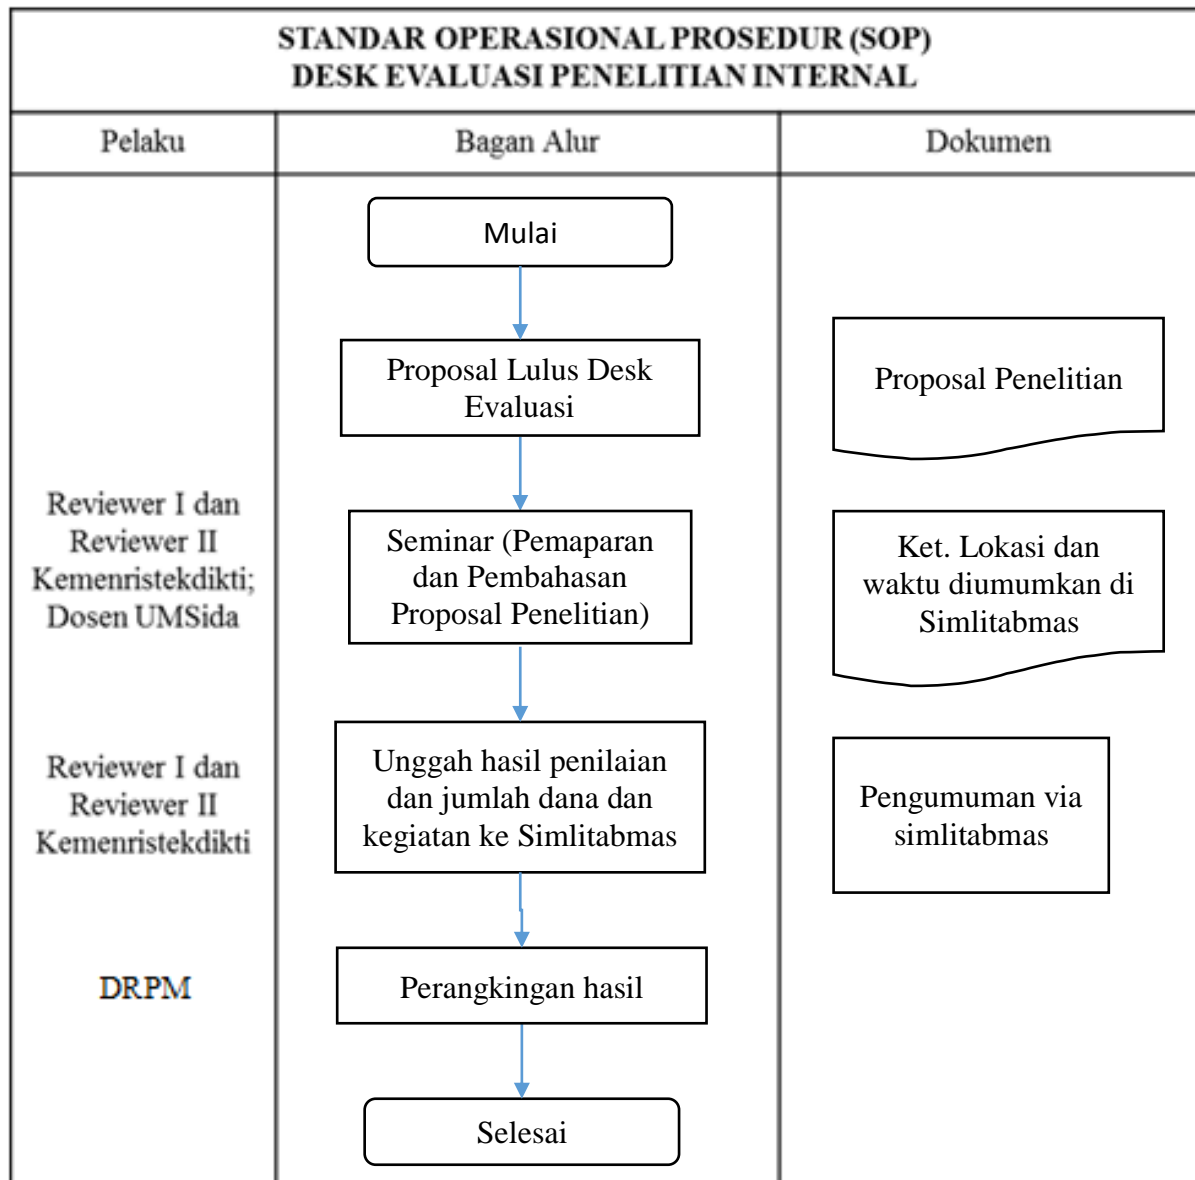 STANDAR OPERASIONAL PROSEDUR (SOP)
DESK EVALUASI PENELITIAN INTERNAL
Pelaku
Bagan Alur
Dokumen
Mulai
Proposal Lulus Desk
Evaluasi
Proposal Penelitian
Reviewer I dan
Reviewer II
Kemenristekdikti;
Dosen UMSida
Seminar (Pemaparan
dan Pembahasan
Proposal Penelitian)
Ket. Lokasi dan
waktu diumumkan di
Simlitabmas
Reviewer I dan
Reviewer II
Kemenristekdikti
Unggah hasil penilaian
dan jumlah dana dan
kegiatan ke Simlitabmas
Pengumuman via
simlitabmas
DRPM
Perangkingan hasil
Selesai